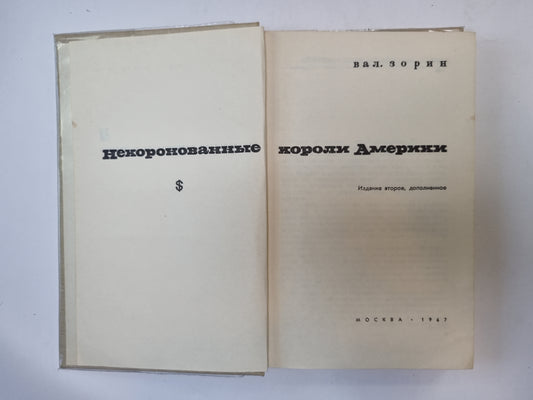 вал. зорин
Некоронованные короли Америки
$
Издание второе, дополненное
МОСКВА • 1967